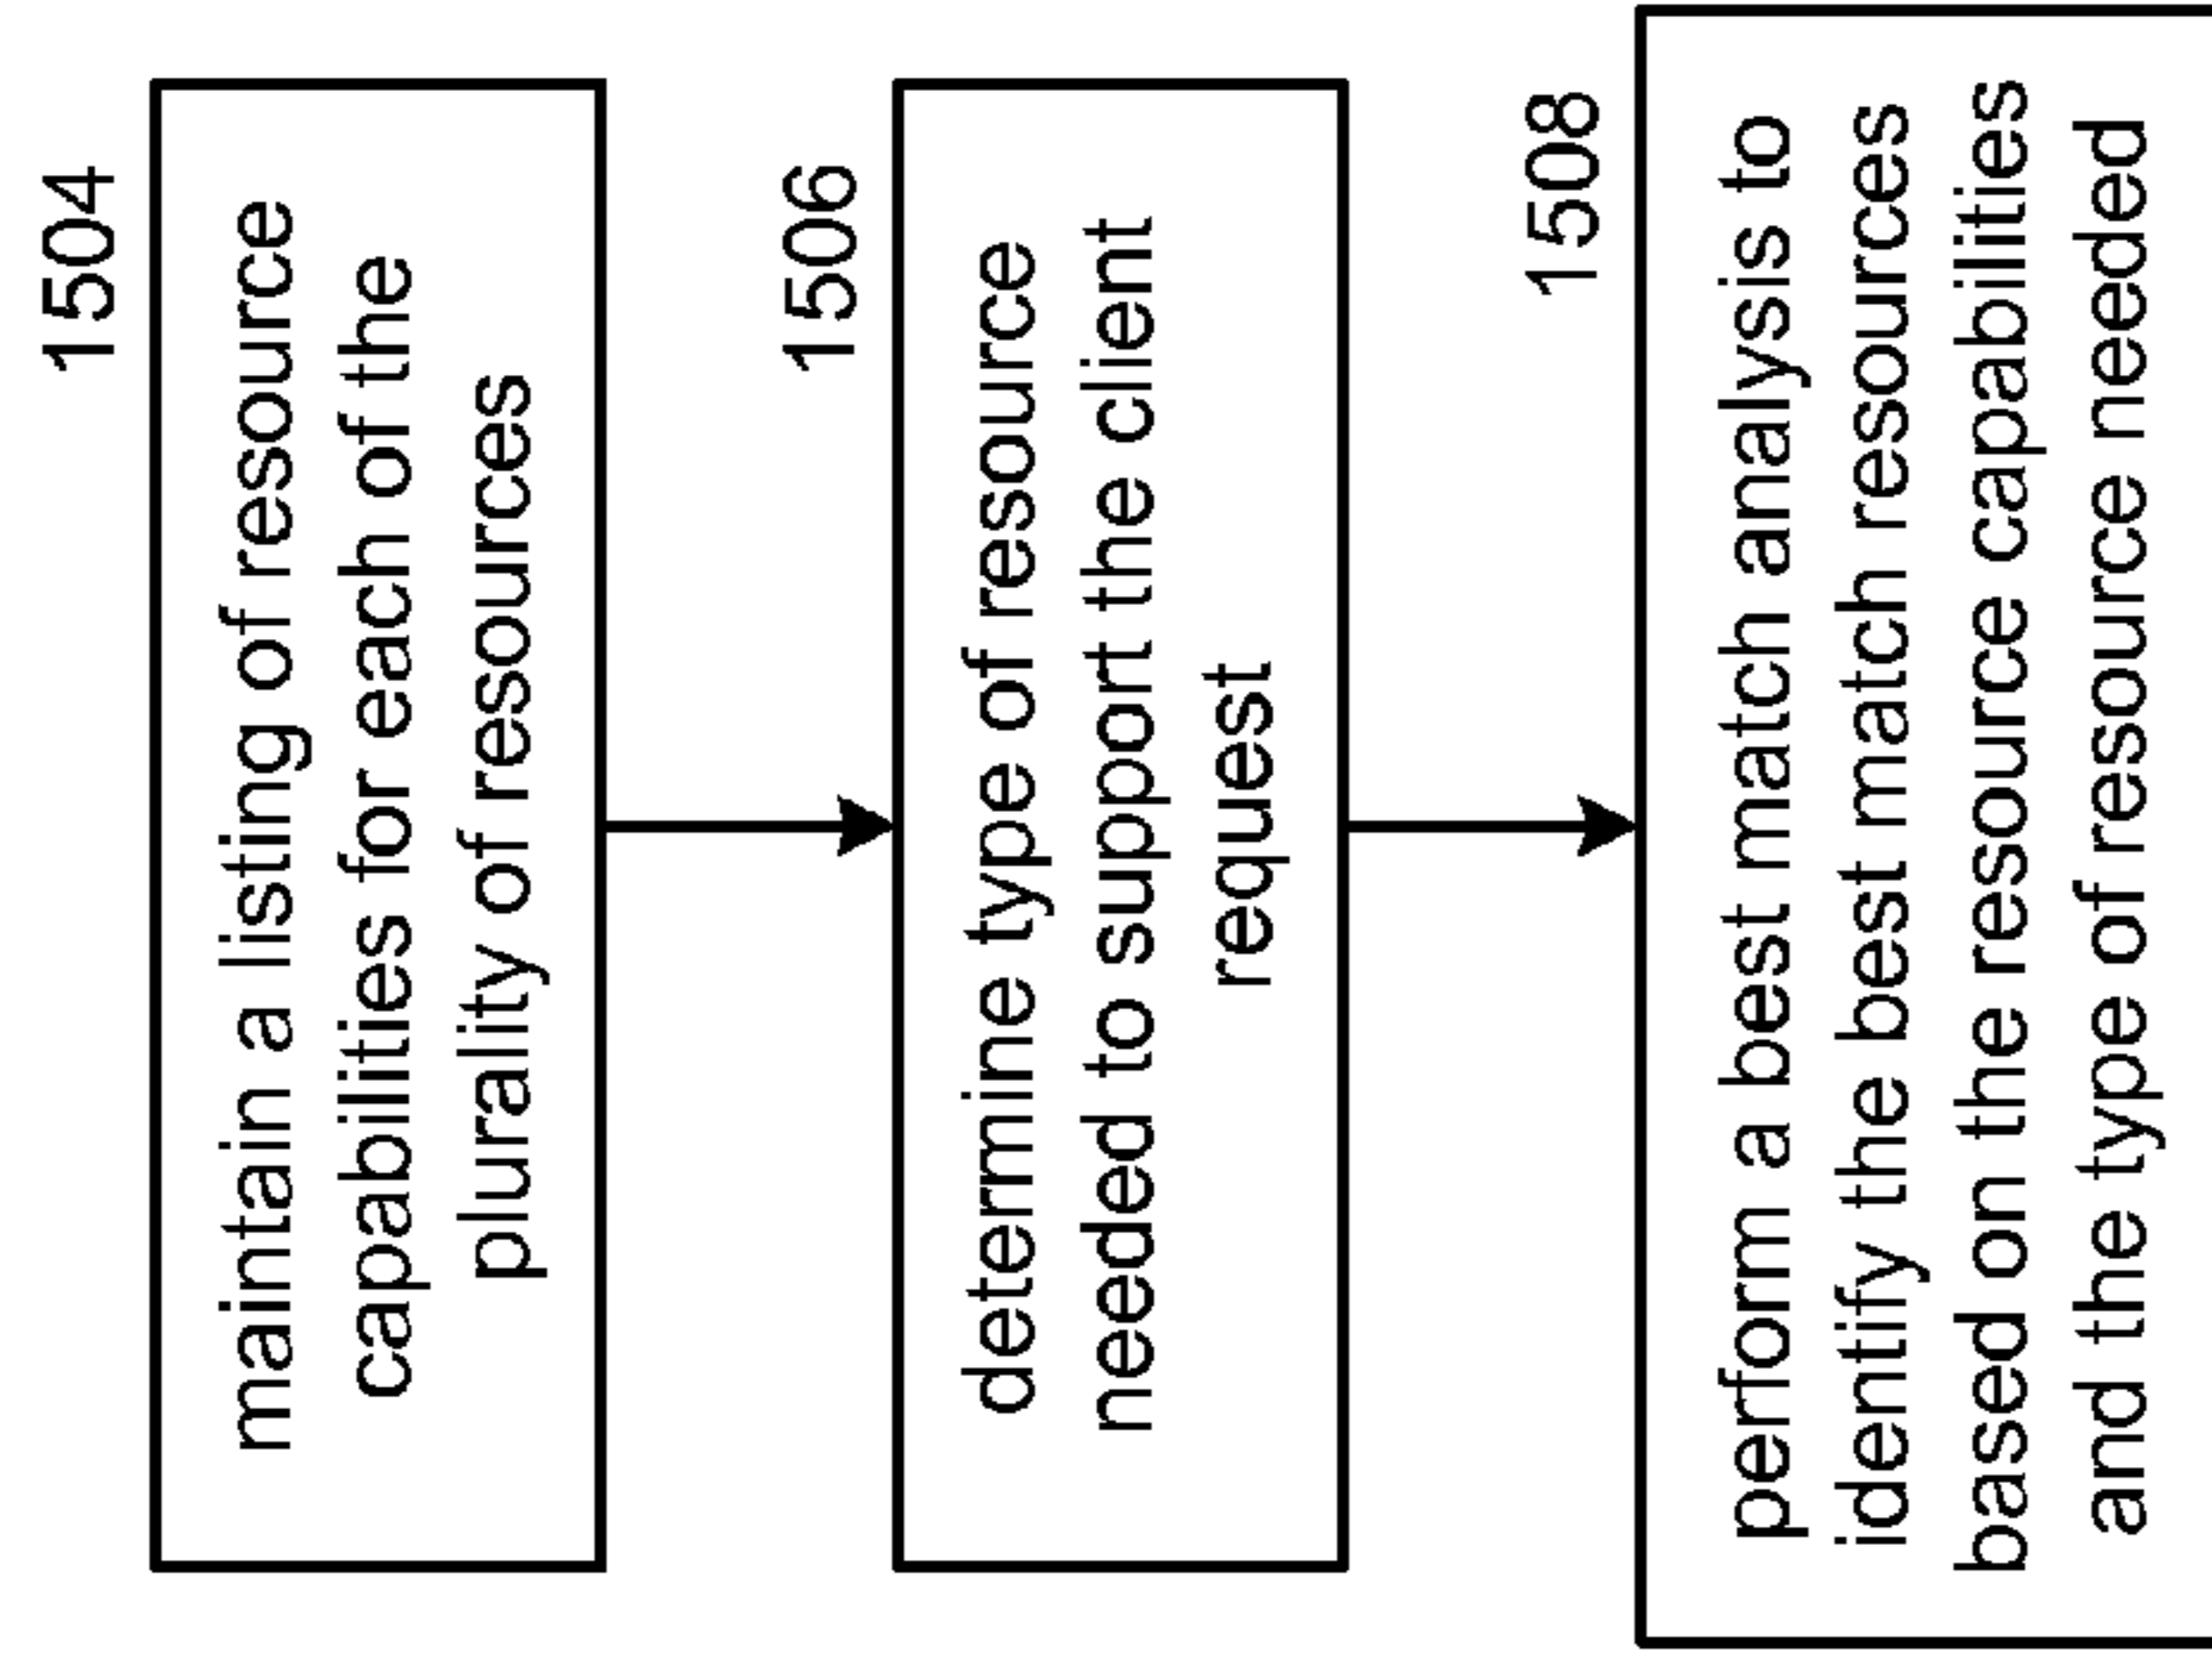 1504
maintain a listing of resource
capabilities for each of the
plurality of resources
1506
determine type of resource
needed to support the client
request
1508
perform a best match analysis to
identify the best match resources
based on the resource capabilities
and the type of resource needed